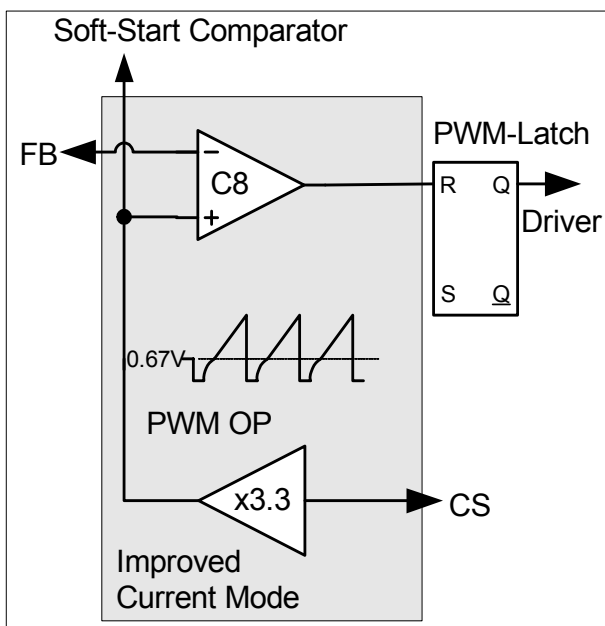 Soft-Start Comparator
PWM-Latch
FB
−
C8
+
R
Q
Driver
S
Q
0.67V
PWM OP
x3.3
CS
Improved
Current Mode